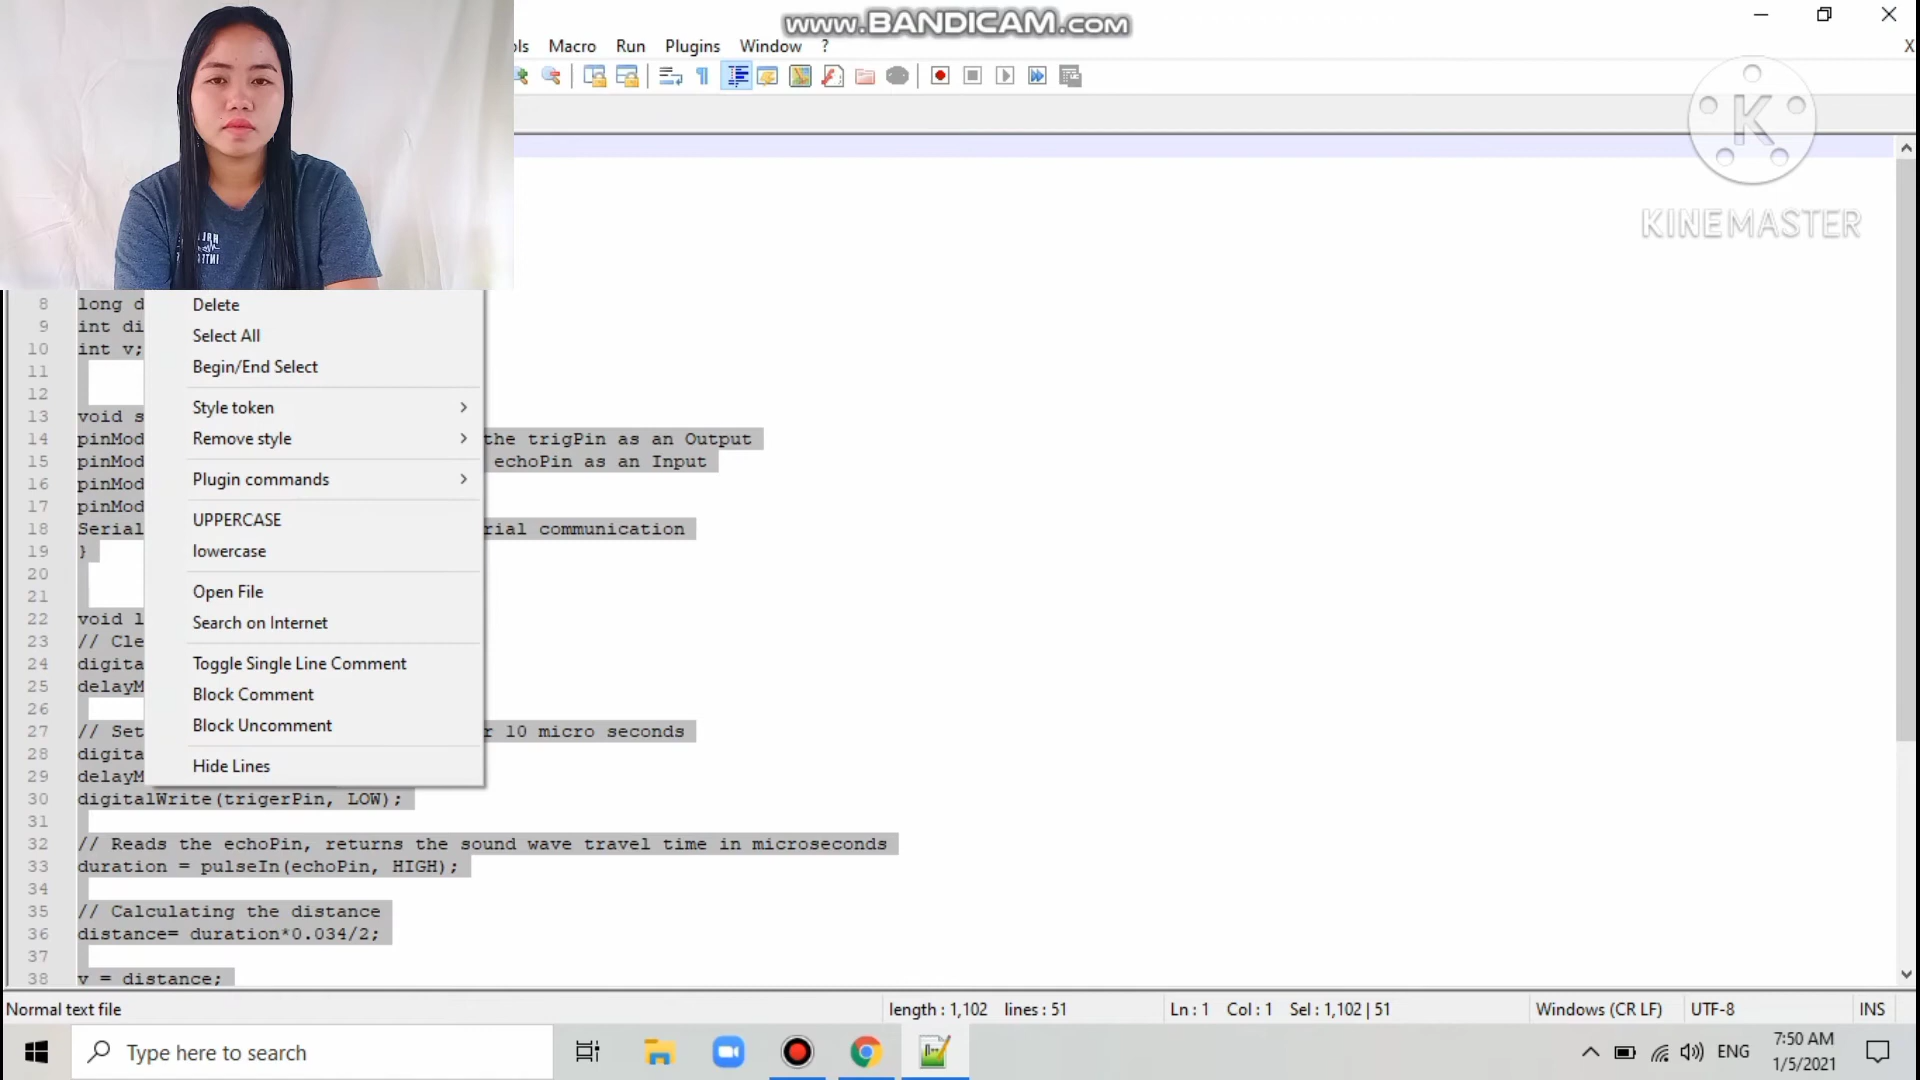 www.BANDICAM.com
Macro Run Plugins Window ?
X
K
KINEMASTER
8 long d
9 int di
10 int v;
11
12
13 void s
14 pinMod the trigPin as an Output
15 pinMod echoPin as an Input
16 pinMod
17 pinMod
18 Serial rial communication
19 }
20
21
22 void l
23 // Cle
24 digita
25 delayM
26
27 // Set r 10 micro seconds
28 digita
29 delayM
30 digitalWrite(trigerPin, LOW);
31
32 // Reads the echoPin, returns the sound wave travel time in microseconds
33 duration = pulseIn(echoPin, HIGH);
34
35 // Calculating the distance
36 distance= duration*0.034/2;
37
38 v = distance;
Delete
Select All
Begin/End Select
Style token
Remove style
Plugin commands
UPPERCASE
lowercase
Open File
Search on Internet
Toggle Single Line Comment
Block Comment
Block Uncomment
Hide Lines
Normal text file length : 1,102 lines : 51 Ln : 1 Col : 1 Sel : 1,102 | 51 Windows (CR LF) UTF-8 INS
Type here to search
ENG
7:50 AM
1/5/2021